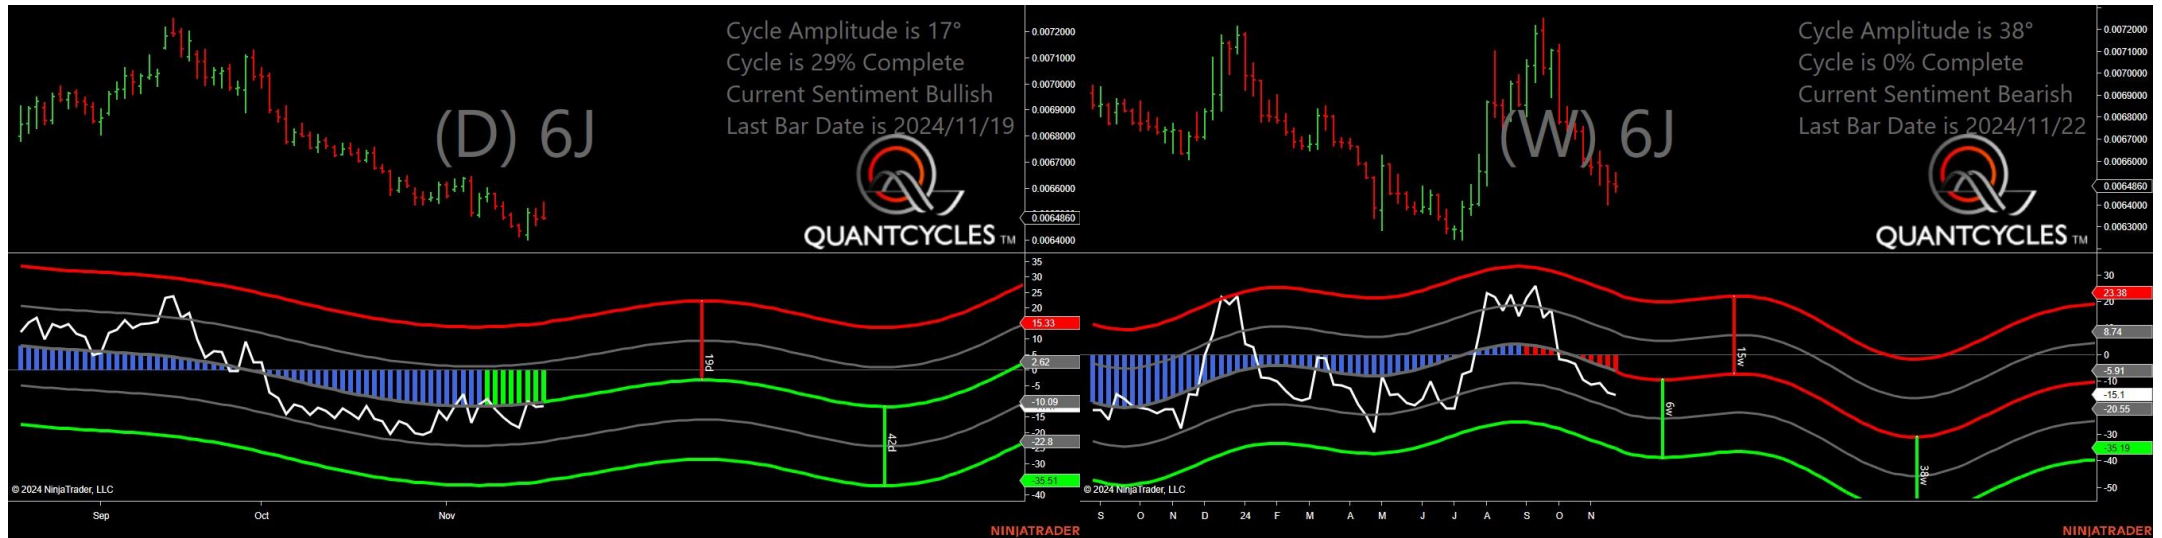 Cycle Amplitude is 17°
Cycle is 29% Complete
Current Sentiment Bullish
Last Bar Date is 2024/11/19
(D) 6J
QUANTCYCLES TM
0.0072000
0.0071000
0.0070000
0.0069000
0.0068000
0.0067000
0.0066000
0.0064860
0.0064000
35
30
25
20
15.33
10
5
2.62
0
-5
-10.09
-15
-20
-22.8
-30
-35.51
-40
19d
42d
© 2024 NinjaTrader, LLC
Sep Oct Nov
NINJATRADER
Cycle Amplitude is 38°
Cycle is 0% Complete
Current Sentiment Bearish
Last Bar Date is 2024/11/22
(W) 6J
QUANTCYCLES TM
0.0072000
0.0071000
0.0070000
0.0069000
0.0068000
0.0067000
0.0066000
0.0064860
0.0064000
0.0063000
30
23.38
20
8.74
0
-5.91
-10
-15.1
-20.55
-30
-35.19
-40
-50
15w
6w
38w
© 2024 NinjaTrader, LLC
S O N D 24 F M A M J J A S O N
NINJATRADER